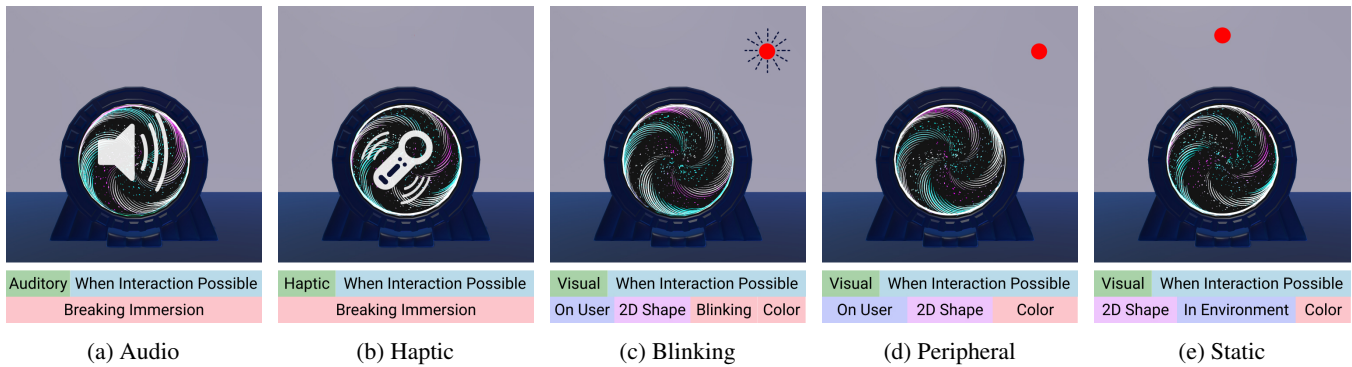 Auditory When Interaction Possible
Breaking Immersion
(a) Audio
Haptic When Interaction Possible
Breaking Immersion
(b) Haptic
Visual When Interaction Possible
On User 2D Shape Blinking Color
(c) Blinking
Visual When Interaction Possible
On User 2D Shape Color
(d) Peripheral
Visual When Interaction Possible
2D Shape In Environment Color
(e) Static